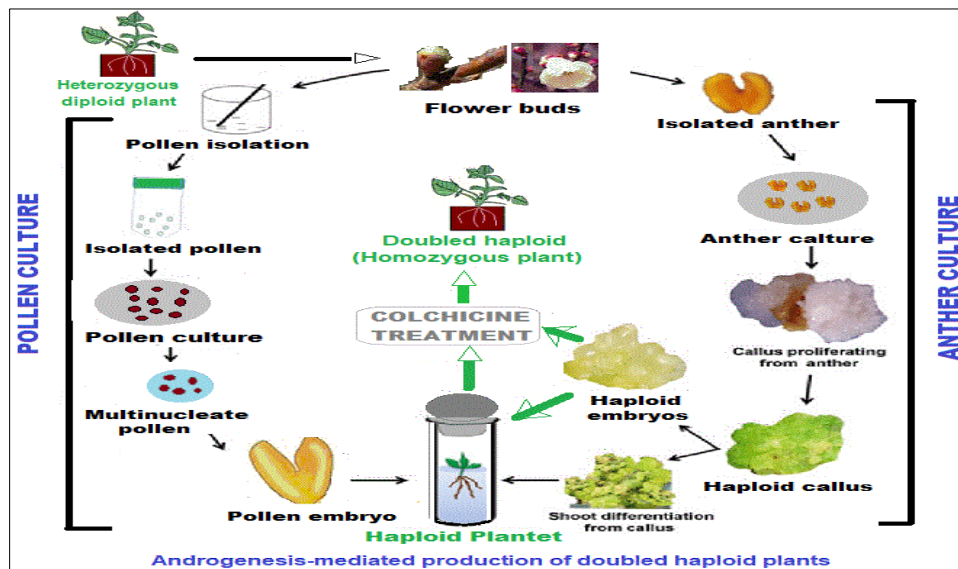 Heterozygous
diploid plant
Flower buds
Pollen isolation
Isolated anther
POLLEN CULTURE
Isolated pollen
Pollen culture
Multinucleate
pollen
Pollen embryo
Doubled haploid
(Homozygous plant)
COLCHICINE
TREATMENT
Haploid
embryos
Haploid Plantet
Anther calture
Callus proliferating
from anther
Haploid callus
Shoot differentiation
from callus
ANTHER CULTURE
Androgenesis-mediated production of doubled haploid plants